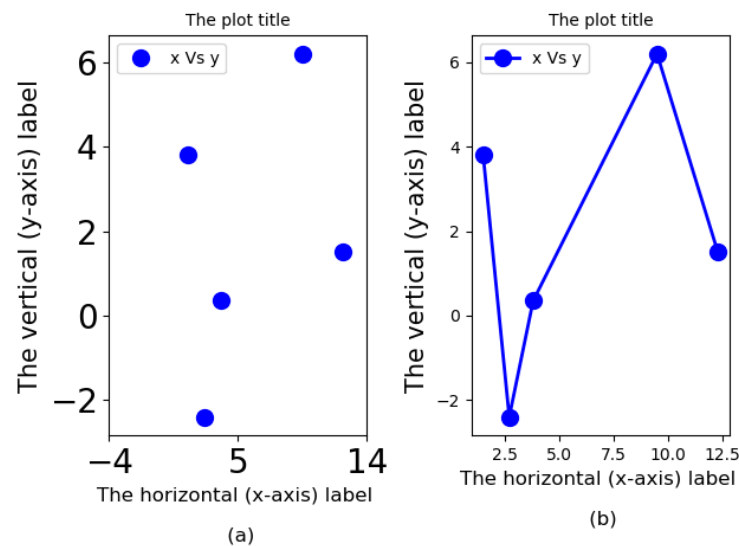 The plot title
x Vs y
6
4
2
0
−2
The vertical (y-axis) label
−4 5 14
The horizontal (x-axis) label
(a)
The plot title
x Vs y
6
4
2
0
−2
The vertical (y-axis) label
2.5 5.0 7.5 10.0 12.5
The horizontal (x-axis) label
(b)